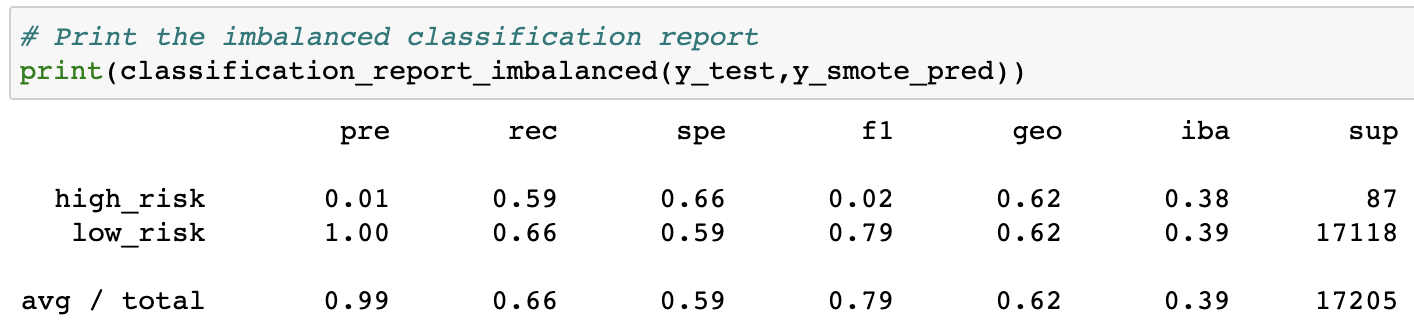 # Print the imbalanced classification report
print(classification_report_imbalanced(y_test,y_smote_pred))
pre rec spe f1 geo iba sup
high_risk 0.01 0.59 0.66 0.02 0.62 0.38 87
low_risk 1.00 0.66 0.59 0.79 0.62 0.39 17118
avg / total 0.99 0.66 0.59 0.79 0.62 0.39 17205